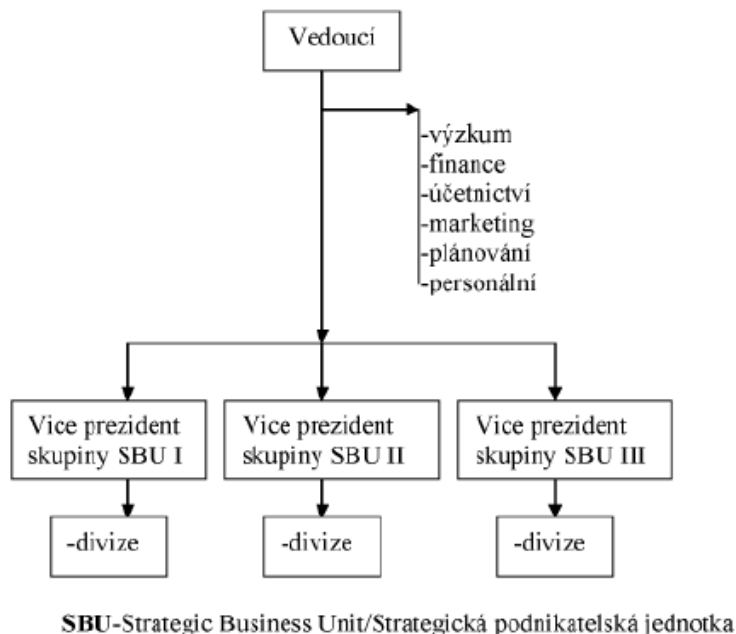 Vedoucí
-výzkum
-finance
-účetnictví
-marketing
-plánování
-personální
Vice prezident
skupiny SBU I
Vice prezident
skupiny SBU II
Vice prezident
skupiny SBU III
-divize
-divize
-divize
SBU-Strategic Business Unit/Strategická podnikatelská jednotka